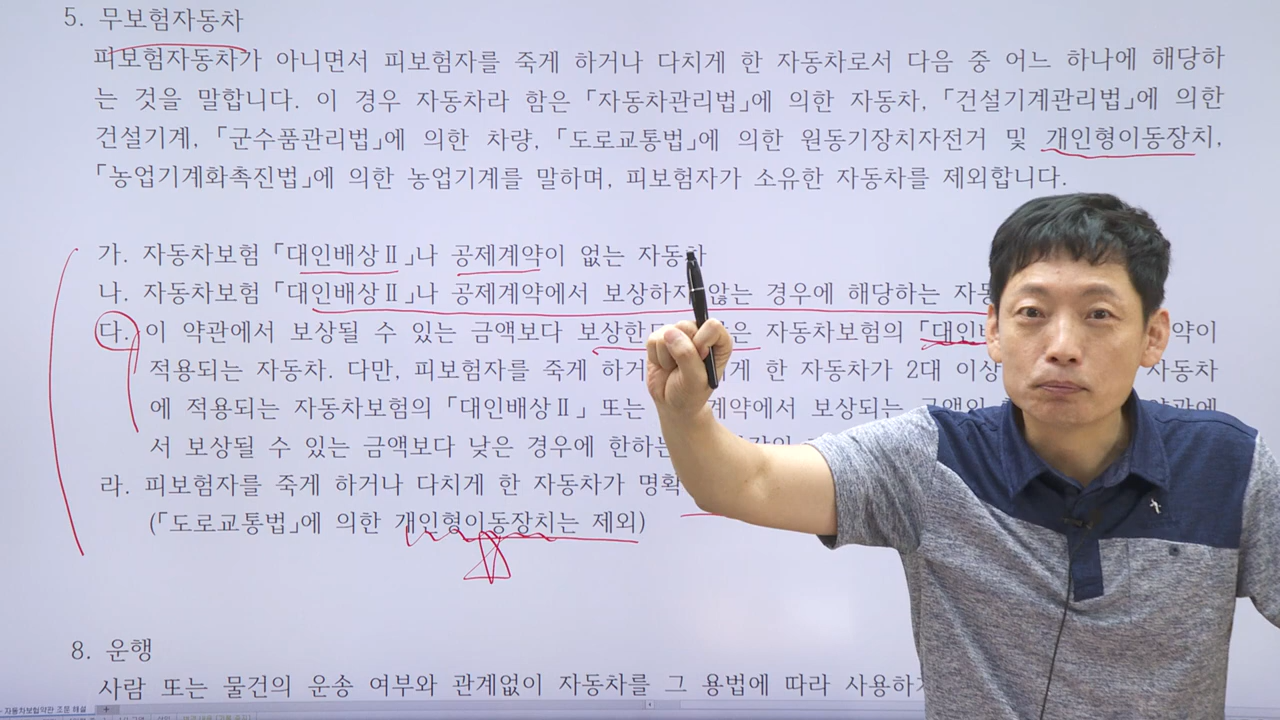 5. 무보험자동차
피보험자동차가 아니면서 피보험자를 죽게 하거나 다치게 한 자동차로서 다음 중 어느 하나에 해당하
는 것을 말합니다. 이 경우 자동차라 함은 「자동차관리법」에 의한 자동차, 「건설기계관리법」에 의한
건설기계, 「군수품관리법」에 의한 차량, 「도로교통법」에 의한 원동기장치자전거 및 개인형이동장치,
「농업기계화촉진법」에 의한 농업기계를 말하며, 피보험자가 소유한 자동차를 제외합니다.
가. 자동차보험 「대인배상Ⅱ」나 공제계약이 없는 자동차
나. 자동차보험 「대인배상Ⅱ」나 공제계약에서 보상하지 않는 경우에 해당하는
다. 이 약관에서 보상될 수 있는 금액보다 자동차보험의
적용되는 자동차. 다만, 피보험자를 죽게 한 자동차가 2대 이상 자동차
에 적용되는 자동차보험의 「대인배상Ⅱ」 또는 보상되는
서 보상될 수 있는 금액보다 낮은 경우에 한하는
라. 피보험자를 죽게 하거나 다치게 한 자동차가 명확
(「도로교통법」에 의한 개인형이동장치는 제외)
8. 운행
사람 또는 물건의 운송 여부와 관계없이 자동차를 그 용법에 따라
자동차보험약관 조문 해설